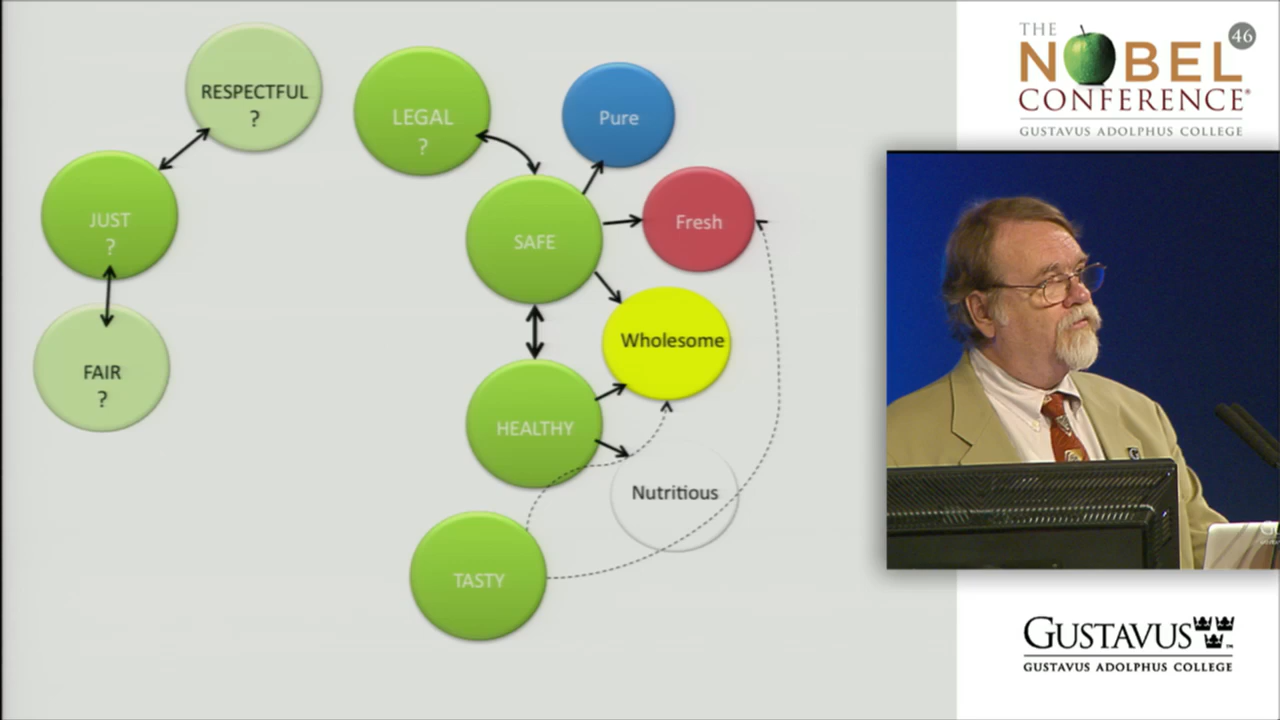 RESPECTFUL
?
JUST
?
FAIR
?
LEGAL
?
Pure
SAFE
Fresh
Wholesome
HEALTHY
Nutritious
TASTY
THE
NOBEL
46
CONFERENCE®
GUSTAVUS ADOLPHUS COLLEGE
GUSTAVUS™
GUSTAVUS ADOLPHUS COLLEGE